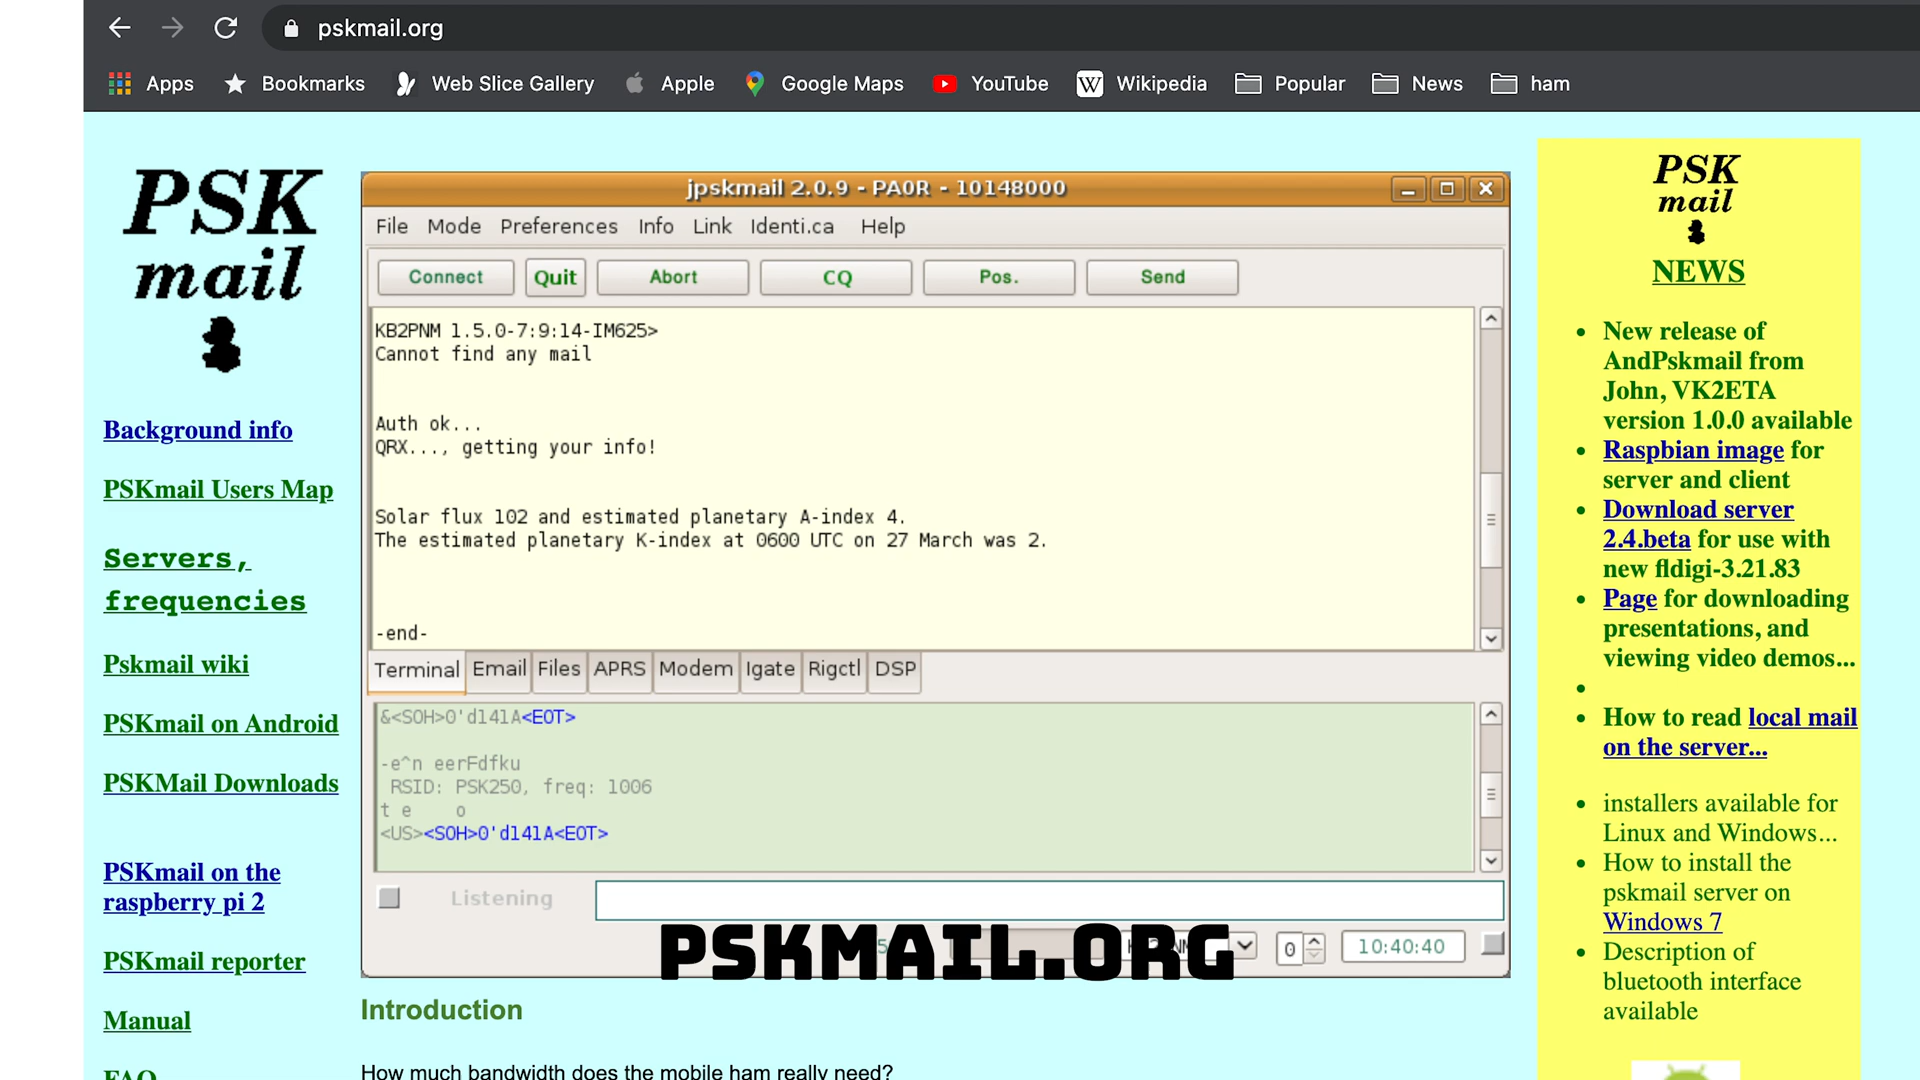 pskmail.org
Apps Bookmarks Web Slice Gallery Apple Google Maps YouTube Wikipedia Popular News ham
PSK
mail
Background info
PSKmail Users Map
Servers,
frequencies
Pskmail wiki
PSKmail on Android
PSKMail Downloads
PSKmail on the
raspberry pi 2
PSKmail reporter
Manual
FAQ
jpskmail 2.0.9 - PA0R - 10148000
File Mode Preferences Info Link Identi.ca Help
Connect Quit Abort CQ Pos. Send
KB2PNM 1.5.0-7:9:14-IM625>
Cannot find any mail
Auth ok...
QRX..., getting your info!
Solar flux 102 and estimated planetary A-index 4.
The estimated planetary K-index at 0600 UTC on 27 March was 2.
-end-
Terminal Email Files APRS Modem Igate Rigctl DSP
&<SOH>0'd141A<EOT>
-e^n eerFdfku
RSID: PSK250, freq: 1006
t e o
<US><SOH>0'd141A<EOT>
Listening
0 10:40:40
PSKMAIL.ORG
Introduction
How much bandwidth does the mobile ham really need?
PSK
mail
NEWS
• New release of
AndPskmail from
John, VK2ETA
version 1.0.0 available
• Raspbian image for
server and client
• Download server
2.4.beta for use with
new fldigi-3.21.83
• Page for downloading
presentations, and
viewing video demos...
•
• How to read local mail
on the server...
• installers available for
Linux and Windows...
• How to install the
pskmail server on
Windows 7
• Description of
bluetooth interface
available